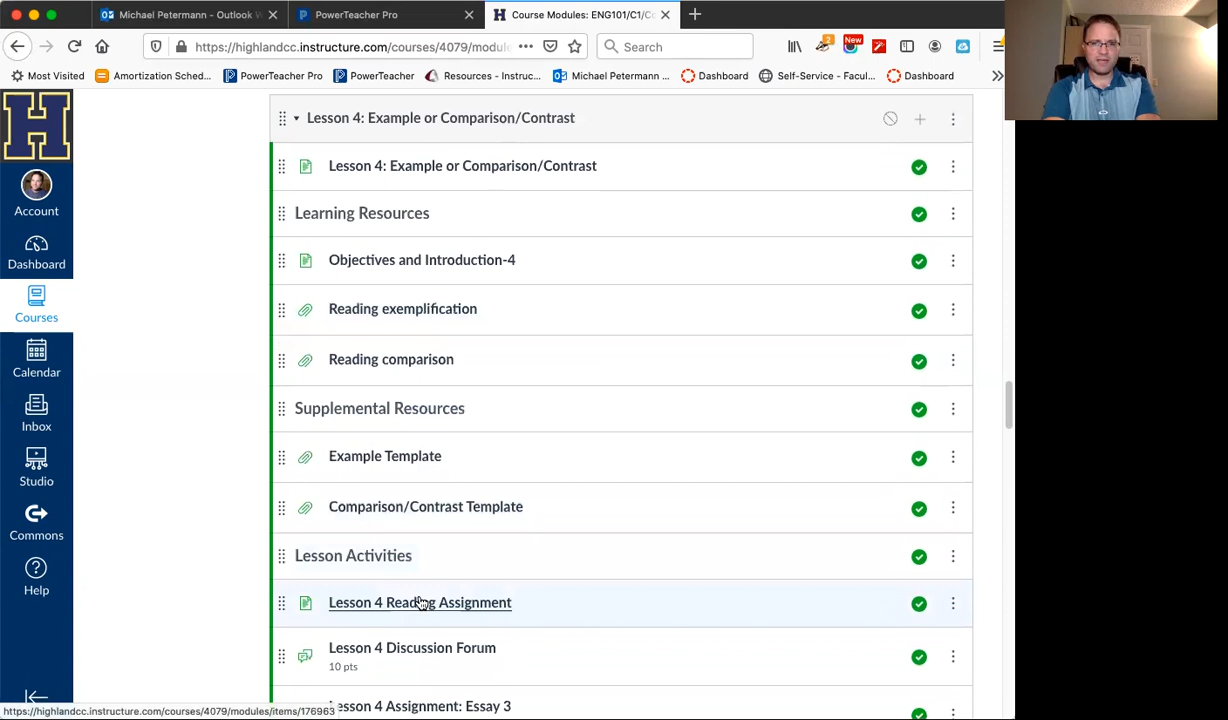 Michael Petermann - Outlook
PowerTeacher Pro
Course Modules: ENG101/C1/
https://highlandcc.instructure.com/courses/4079/module
Search
2
New
Most Visited
Amortization Sched...
PowerTeacher Pro
PowerTeacher
Resources - Instruc...
Michael Petermann ...
Dashboard
Self-Service - Facul...
Dashboard
H
Account
Dashboard
Courses
Calendar
Inbox
Studio
Commons
Help
Lesson 4: Example or Comparison/Contrast
Lesson 4: Example or Comparison/Contrast
Learning Resources
Objectives and Introduction-4
Reading exemplification
Reading comparison
Supplemental Resources
Example Template
Comparison/Contrast Template
Lesson Activities
Lesson 4 Reading Assignment
Lesson 4 Discussion Forum
10 pts
Lesson 4 Assignment: Essay 3
https://highlandcc.instructure.com/courses/4079/modules/items/176963